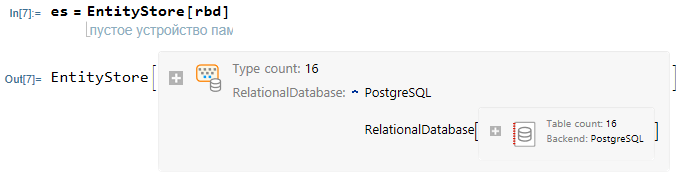 In[7]:= es = EntityStore[rbd]
пустое устройство пам
Out[7]= EntityStore[
Type count: 16
RelationalDatabase: PostgreSQL
]
RelationalDatabase[
Table count: 16
Backend: PostgreSQL
]